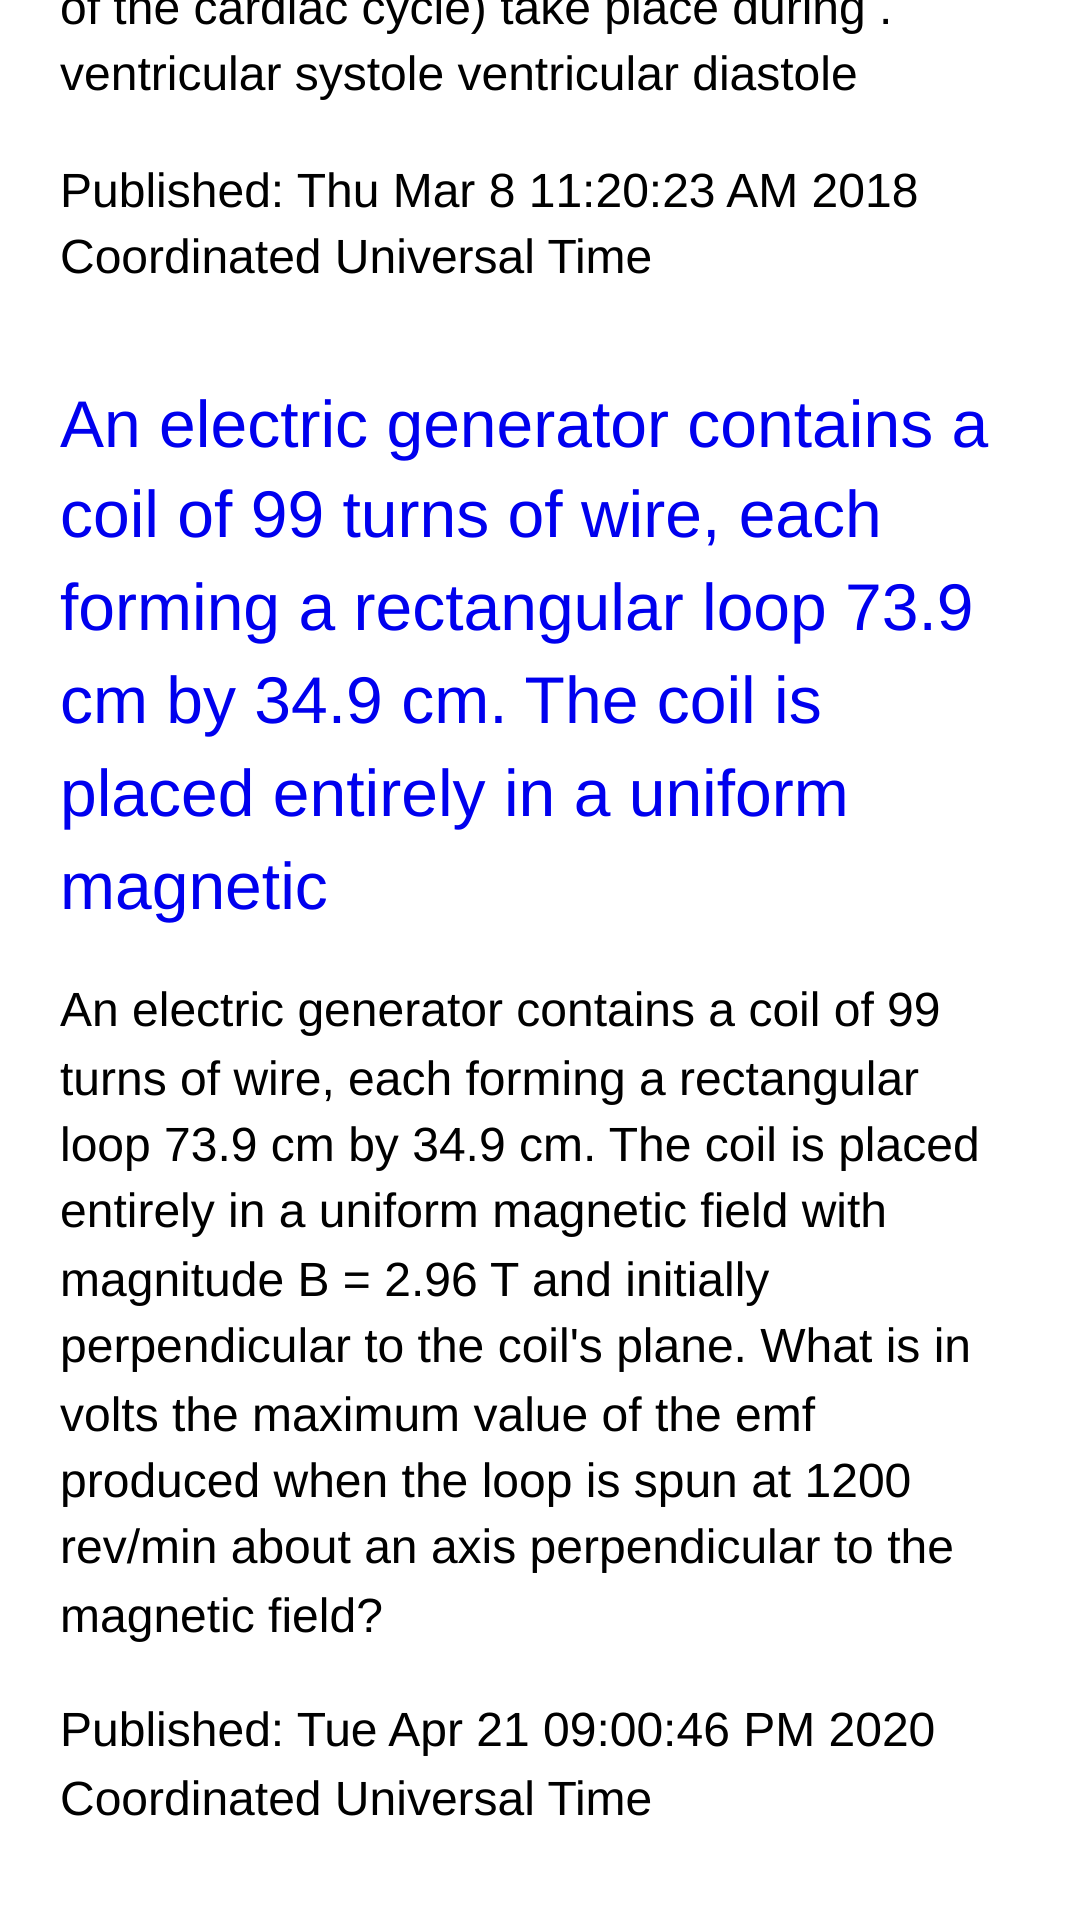 of the cardiac cycle) take place during .
ventricular systole ventricular diastole
Published: Thu Mar 8 11:20:23 AM 2018
Coordinated Universal Time
An electric generator contains a
coil of 99 turns of wire, each
forming a rectangular loop 73.9
cm by 34.9 cm. The coil is
placed entirely in a uniform
magnetic
An electric generator contains a coil of 99
turns of wire, each forming a rectangular
loop 73.9 cm by 34.9 cm. The coil is placed
entirely in a uniform magnetic field with
magnitude B = 2.96 T and initially
perpendicular to the coil's plane. What is in
volts the maximum value of the emf
produced when the loop is spun at 1200
rev/min about an axis perpendicular to the
magnetic field?
Published: Tue Apr 21 09:00:46 PM 2020
Coordinated Universal Time